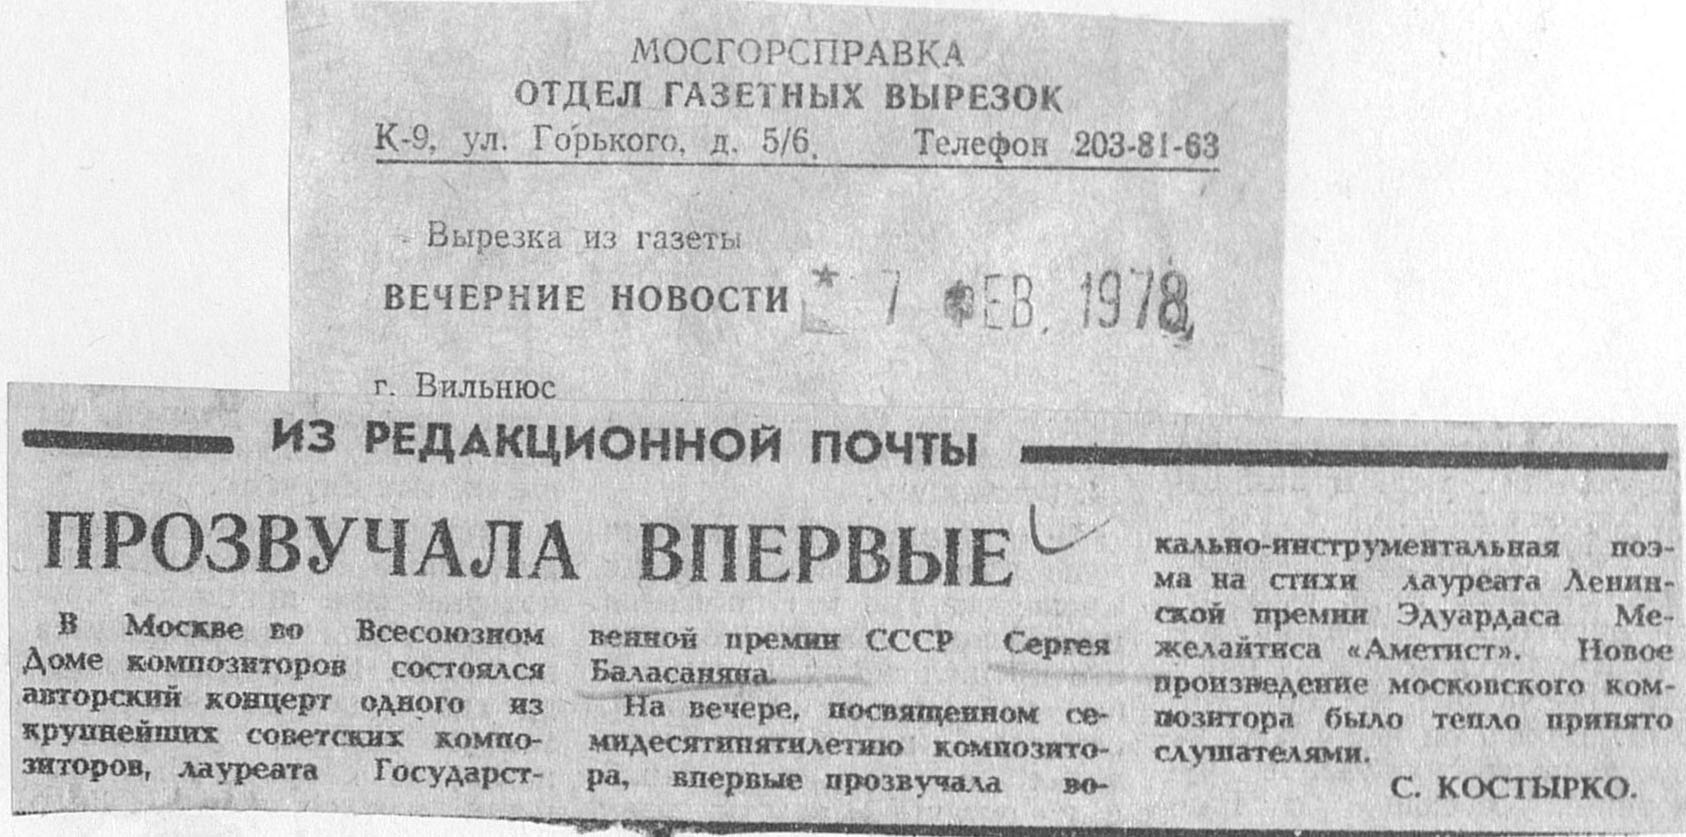 МОСГОРСПРАВКА
ОТДЕЛ ГАЗЕТНЫХ ВЫРЕЗОК
К-9, ул. Горького, д. 5/6. Телефон 203-81-63
Вырезка из газеты
ВЕЧЕРНИЕ НОВОСТИ * 7 ФЕВ. 1978
г. Вильнюс
ИЗ РЕДАКЦИОННОЙ ПОЧТЫ
ПРОЗВУЧАЛА ВПЕРВЫЕ
В Москве во Всесоюзном
Доме композиторов состоялся
авторский концерт одного из
крупнейших советских компо-
зиторов, лауреата Государст-
венной премии СССР Сергея
Баласаняна.
На вечере, посвященном се-
мидесятипятилетию компози­то-
ра, впервые прозвучала во-
кально-инструментальная поэ-
ма на стихи лауреата Ленин-
ской премии Эдуардаса Ме-
желайтиса «Аметист». Новое
произведение московского ком-
позитора было тепло принято
слушателями.
С. КОСТЫРКО.